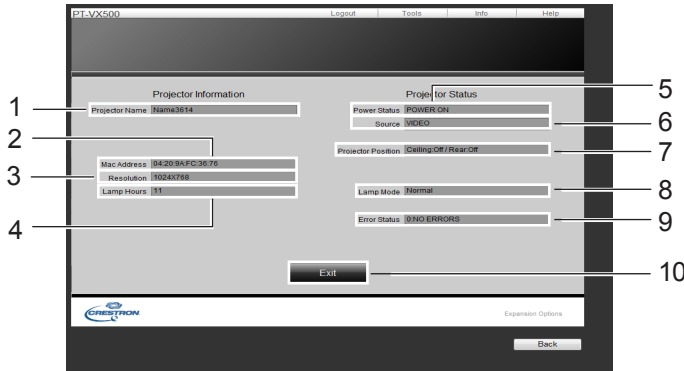 PT-VX500 Logout Tools Info Help
Projector Information Projector Status
1 Projector Name Name3614 Power Status POWER ON 5
Source VIDEO 6
2
Projector Position Ceiling:Off / Rear:Off 7
Mac Address 04:20:9A:FC:36:76
3 Resolution 1024X768
Lamp Hours 11 Lamp Mode Normal 8
4 Error Status 0:NO ERRORS 9
Exit 10
CRESTRON Expansion Options
Back